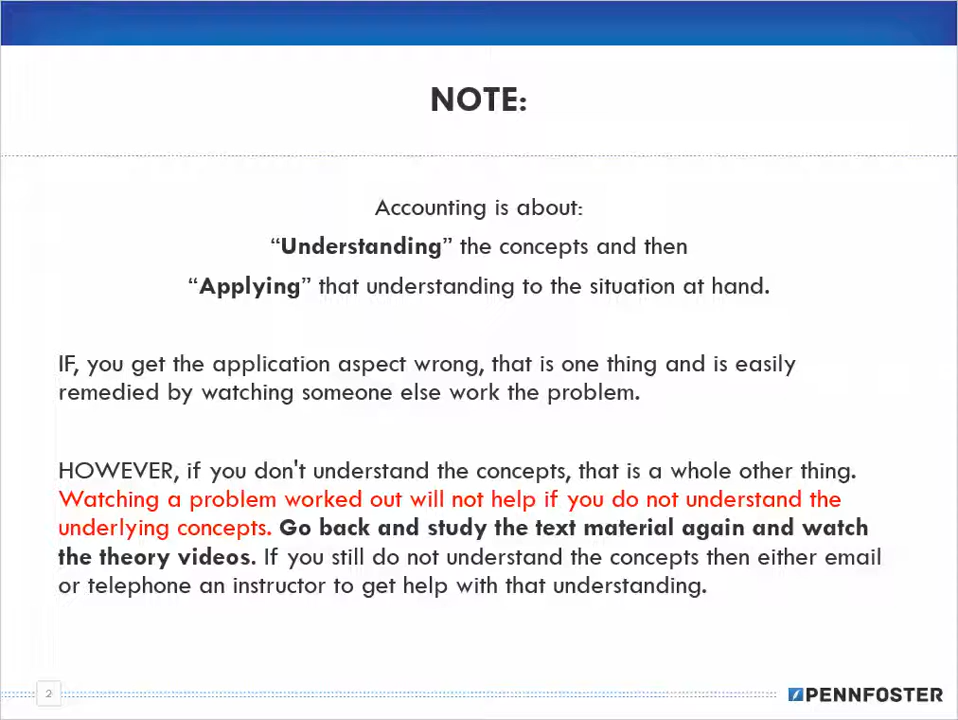 NOTE:
Accounting is about:
“Understanding” the concepts and then
“Applying” that understanding to the situation at hand.
IF, you get the application aspect wrong, that is one thing and is easily
remedied by watching someone else work the problem.
HOWEVER, if you don't understand the concepts, that is a whole other thing.
Watching a problem worked out will not help if you do not understand the
underlying concepts. Go back and study the text material again and watch
the theory videos. If you still do not understand the concepts then either email
or telephone an instructor to get help with that understanding.
2
PENNFOSTER